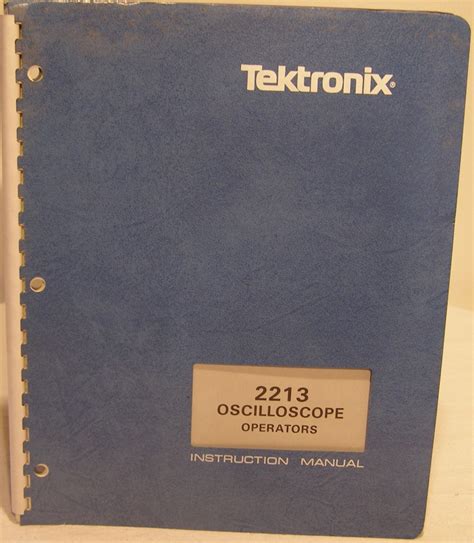 Tektronix®
2213
OSCILLOSCOPE
OPERATORS
INSTRUCTION MANUAL